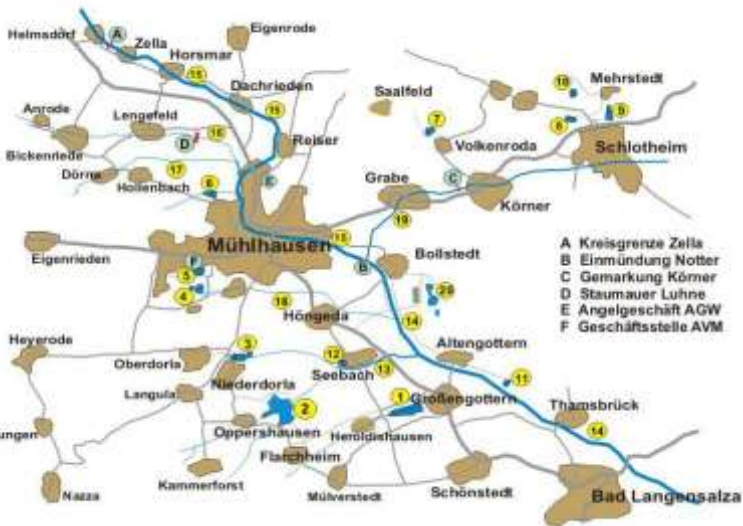 Helmsdorf
A
Zella
Horsmar
15
Eigenrode
Dachrieden
15
Anrode
Lengefeld
D
16
Reiser
Bickenriede
17
Dörna
Hollenbach
6
E
Saalfeld
7
10
Mehrstedt
9
8
Volkenroda
Schlotheim
Grabe
C
Körner
19
Mühlhausen
15
Bollstedt
B
Eigenrieden
F
5
4
18
Höngeda
20
14
A Kreisgrenze Zella
B Einmündung Notter
C Gemarkung Körner
D Staumauer Luhne
E Angelgeschäft AGW
F Geschäftsstelle AVM
Heyerode
Oberdorla
3
Niederdorla
12
Seebach
13
Altengottern
11
Langula
2
1
Großengottern
Thamsbrück
14
Oppershausen
Heroldishausen
ungen
Flarchheim
Nazza
Kammerforst
Mülverstedt
Schönstedt
Bad Langensalza